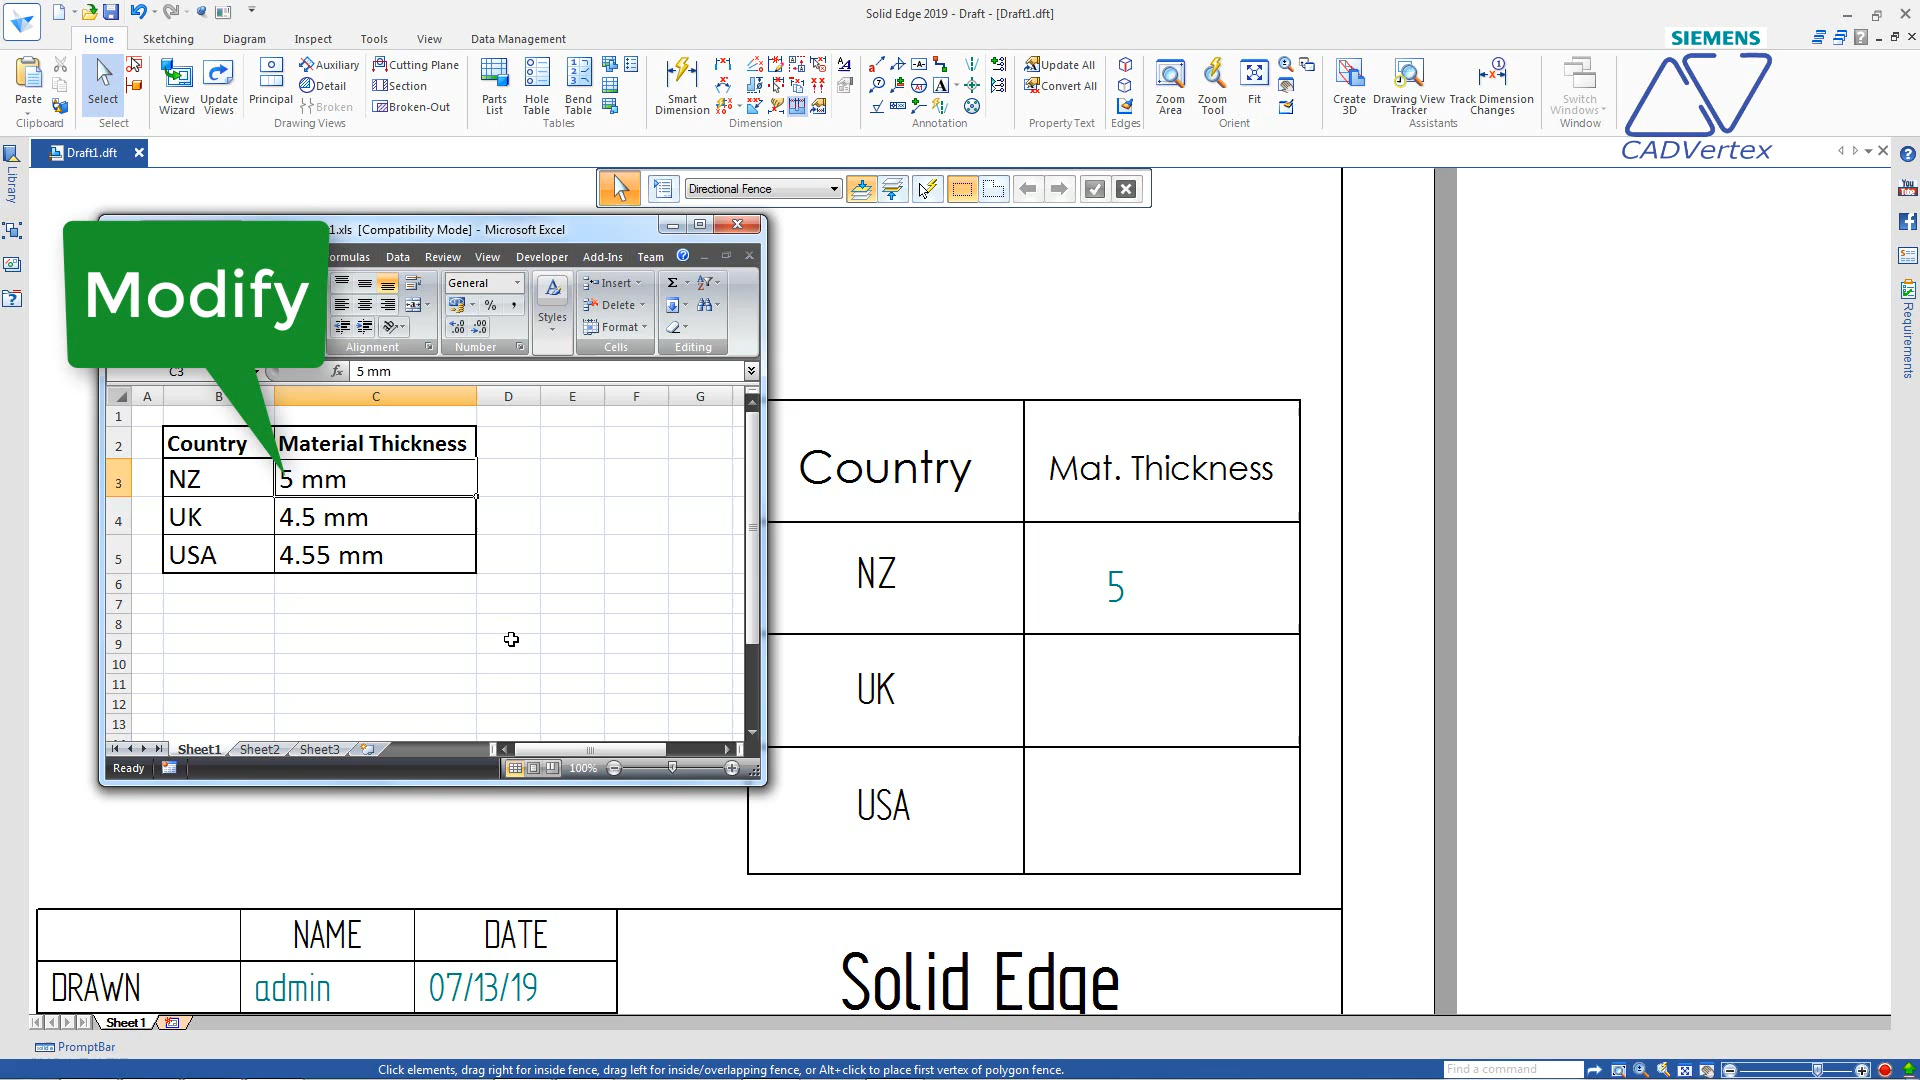 Solid Edge 2019 - Draft - [Draft1.dft]
Home
Sketching
Diagram
Inspect
Tools
View
Data Management
SIEMENS
Paste
Clipboard
Select
Select
View Wizard
Update Views
Principal
Auxiliary
Detail
Broken
Cutting Plane
Section
Broken-Out
Drawing Views
Parts List
Hole Table
Bend Table
Tables
Smart Dimension
Dimension
Annotation
Update All
Convert All
Property Text
Edges
Zoom Area
Zoom Tool
Fit
Orient
Create 3D
Drawing View Tracker
Track Dimension Changes
Assistants
Switch Windows
Window
CADVertex
Draft1.dft
Library
Directional Fence
You Tube
Requirements
Modify
1.xls [Compatibility Mode] - Microsoft Excel
ormulas
Data
Review
View
Developer
Add-Ins
Team
General
Styles
Insert
Delete
Format
Alignment
Number
Cells
Editing
C3
fx
5 mm
A B C D E F G
1
2 Country Material Thickness
3 NZ 5 mm
4 UK 4.5 mm
5 USA 4.55 mm
6
7
8
9
10
11
12
13
Sheet1 Sheet2 Sheet3
Ready
100%
Country Mat. Thickness
NZ 5
UK
USA
NAME DATE
DRAWN admin 07/13/19
Solid Edge
Sheet1
PromptBar
Click elements, drag right for inside fence, drag left for inside/overlapping fence, or Alt+click to place first vertex of polygon fence.
Find a command